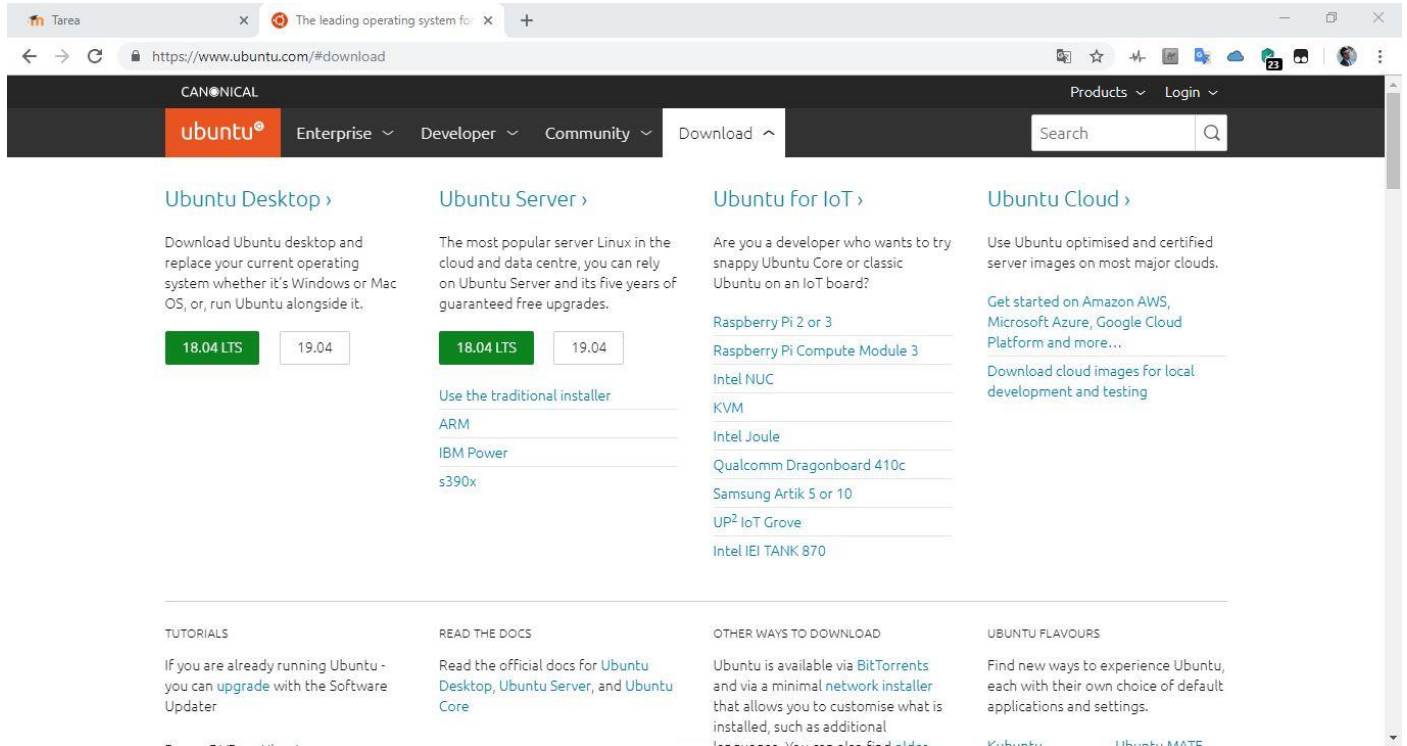 Tarea
The leading operating system for
https://www.ubuntu.com/#download
23
CANONICAL
Products
Login
ubuntu
Enterprise
Developer
Community
Download
Search
Ubuntu Desktop ›
Download Ubuntu desktop and
replace your current operating
system whether it's Windows or Mac
OS, or, run Ubuntu alongside it.
18.04 LTS
19.04
Ubuntu Server ›
The most popular server Linux in the
cloud and data centre, you can rely
on Ubuntu Server and its five years of
guaranteed free upgrades.
18.04 LTS
19.04
Use the traditional installer
ARM
IBM Power
s390x
Ubuntu for IoT ›
Are you a developer who wants to try
snappy Ubuntu Core or classic
Ubuntu on an IoT board?
Raspberry Pi 2 or 3
Raspberry Pi Compute Module 3
Intel NUC
KVM
Intel Joule
Qualcomm Dragonboard 410c
Samsung Artik 5 or 10
UP² IoT Grove
Intel IEI TANK 870
Ubuntu Cloud ›
Use Ubuntu optimised and certified
server images on most major clouds.
Get started on Amazon AWS,
Microsoft Azure, Google Cloud
Platform and more…
Download cloud images for local
development and testing
TUTORIALS
If you are already running Ubuntu -
you can upgrade with the Software
Updater
READ THE DOCS
Read the official docs for Ubuntu
Desktop, Ubuntu Server, and Ubuntu
Core
OTHER WAYS TO DOWNLOAD
Ubuntu is available via BitTorrents
and via a minimal network installer
that allows you to customise what is
installed, such as additional
languages. You can also find older
UBUNTU FLAVOURS
Find new ways to experience Ubuntu,
each with their own choice of default
applications and settings.
Kubuntu
Ubuntu MATE